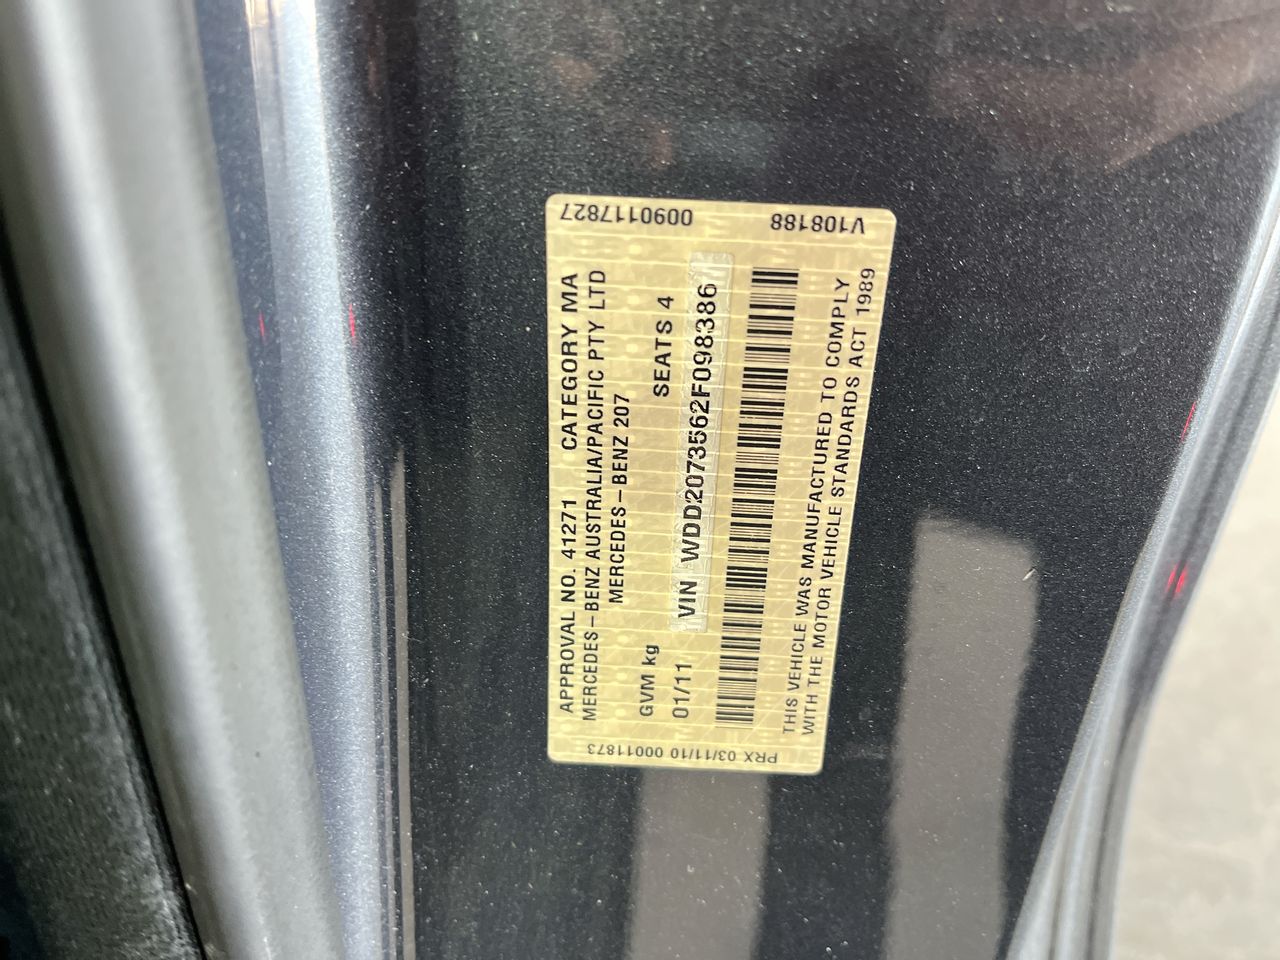 APPROVAL NO. 41271 CATEGORY MA
MERCEDES-BENZ AUSTRALIA/PACIFIC PTY LTD
MERCEDES-BENZ 207
GVM kg SEATS 4
01/11 VIN WDD2073562F098386
THIS VEHICLE WAS MANUFACTURED TO COMPLY
WITH THE MOTOR VEHICLE STANDARDS ACT 1989
0090117827
V108188
PRX 03/11/10 00011873